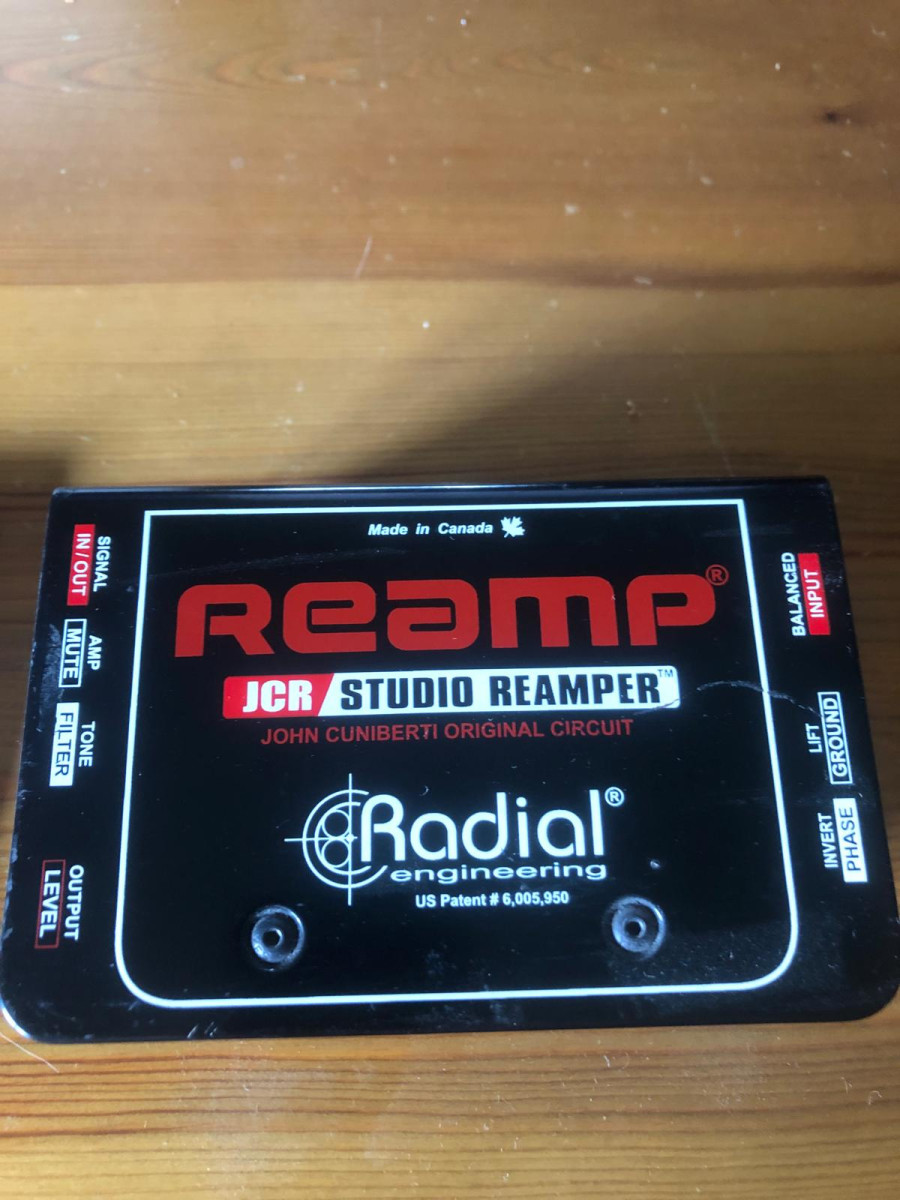 Made in Canada
Reamp®
JCR/STUDIO REAMPER™
JOHN CUNIBERTI ORIGINAL CIRCUIT
Radial®
engineering
US Patent # 6,005,950
SIGNAL
IN / OUT
AMP
MUTE
TONE
FILTER
OUTPUT
LEVEL
BALANCED
INPUT
LIFT
GROUND
INVERT
PHASE